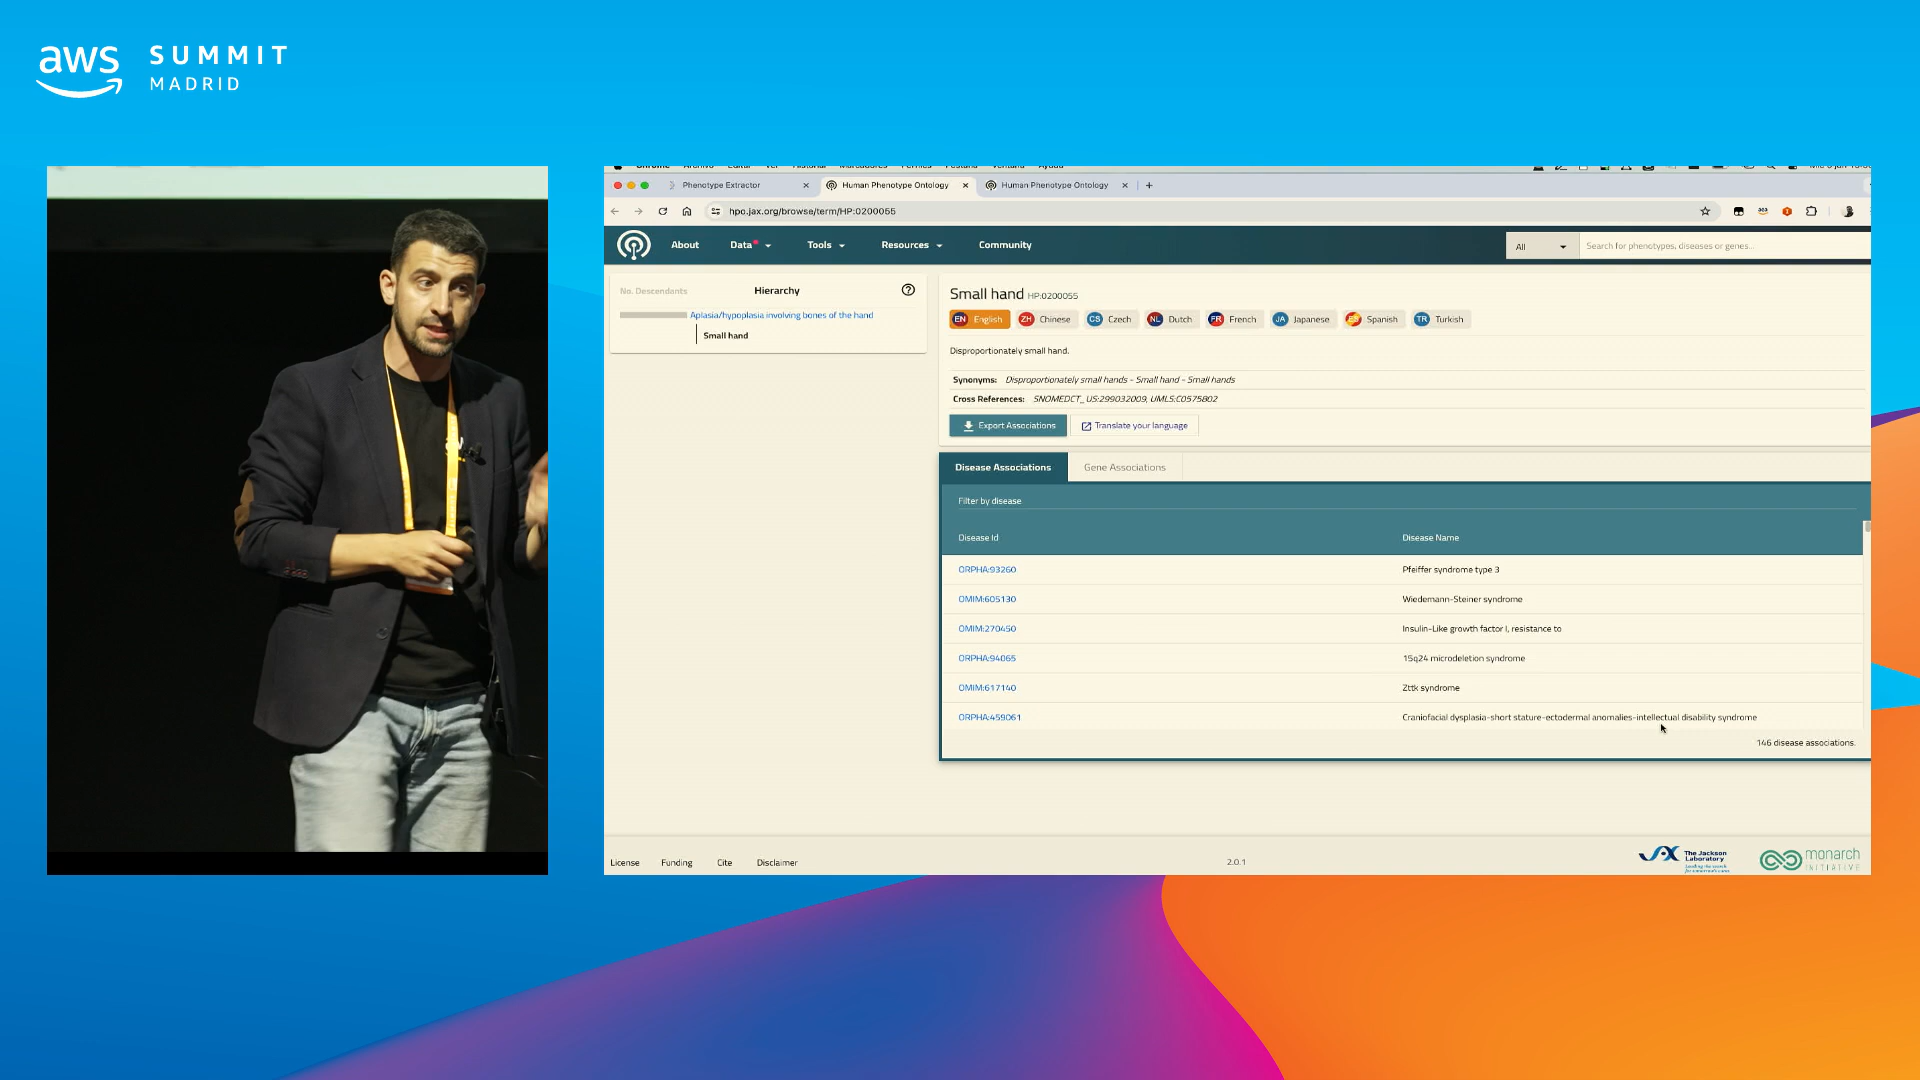 aws SUMMIT
MADRID
Phenotype Extractor
Human Phenotype Ontology
Human Phenotype Ontology
hpo.jax.org/browse/term/HP:0200055
About
Data
Tools
Resources
Community
All
Search for phenotypes, diseases or genes...
No. Descendants
Hierarchy
Aplasia/hypoplasia involving bones of the hand
Small hand
Small hand HP:0200055
EN English
ZH Chinese
CS Czech
NL Dutch
FR French
JA Japanese
ES Spanish
TR Turkish
Disproportionately small hand.
Synonyms: Disproportionately small hands - Small hand - Small hands
Cross References: SNOMEDCT_US:299032009, UMLS:C0575802
Export Associations
Translate your language
Disease Associations
Gene Associations
Filter by disease
Disease Id
Disease Name
ORPHA:93260
Pfeiffer syndrome type 3
OMIM:605130
Wiedemann-Steiner syndrome
OMIM:270450
Insulin-Like growth factor I, resistance to
ORPHA:94065
15q24 microdeletion syndrome
OMIM:617140
Zttk syndrome
ORPHA:459061
Craniofacial dysplasia-short stature-ectodermal anomalies-intellectual disability syndrome
146 disease associations.
License
Funding
Cite
Disclaimer
2.0.1
JAX The Jackson
Laboratory
monarch
INITIATIVE